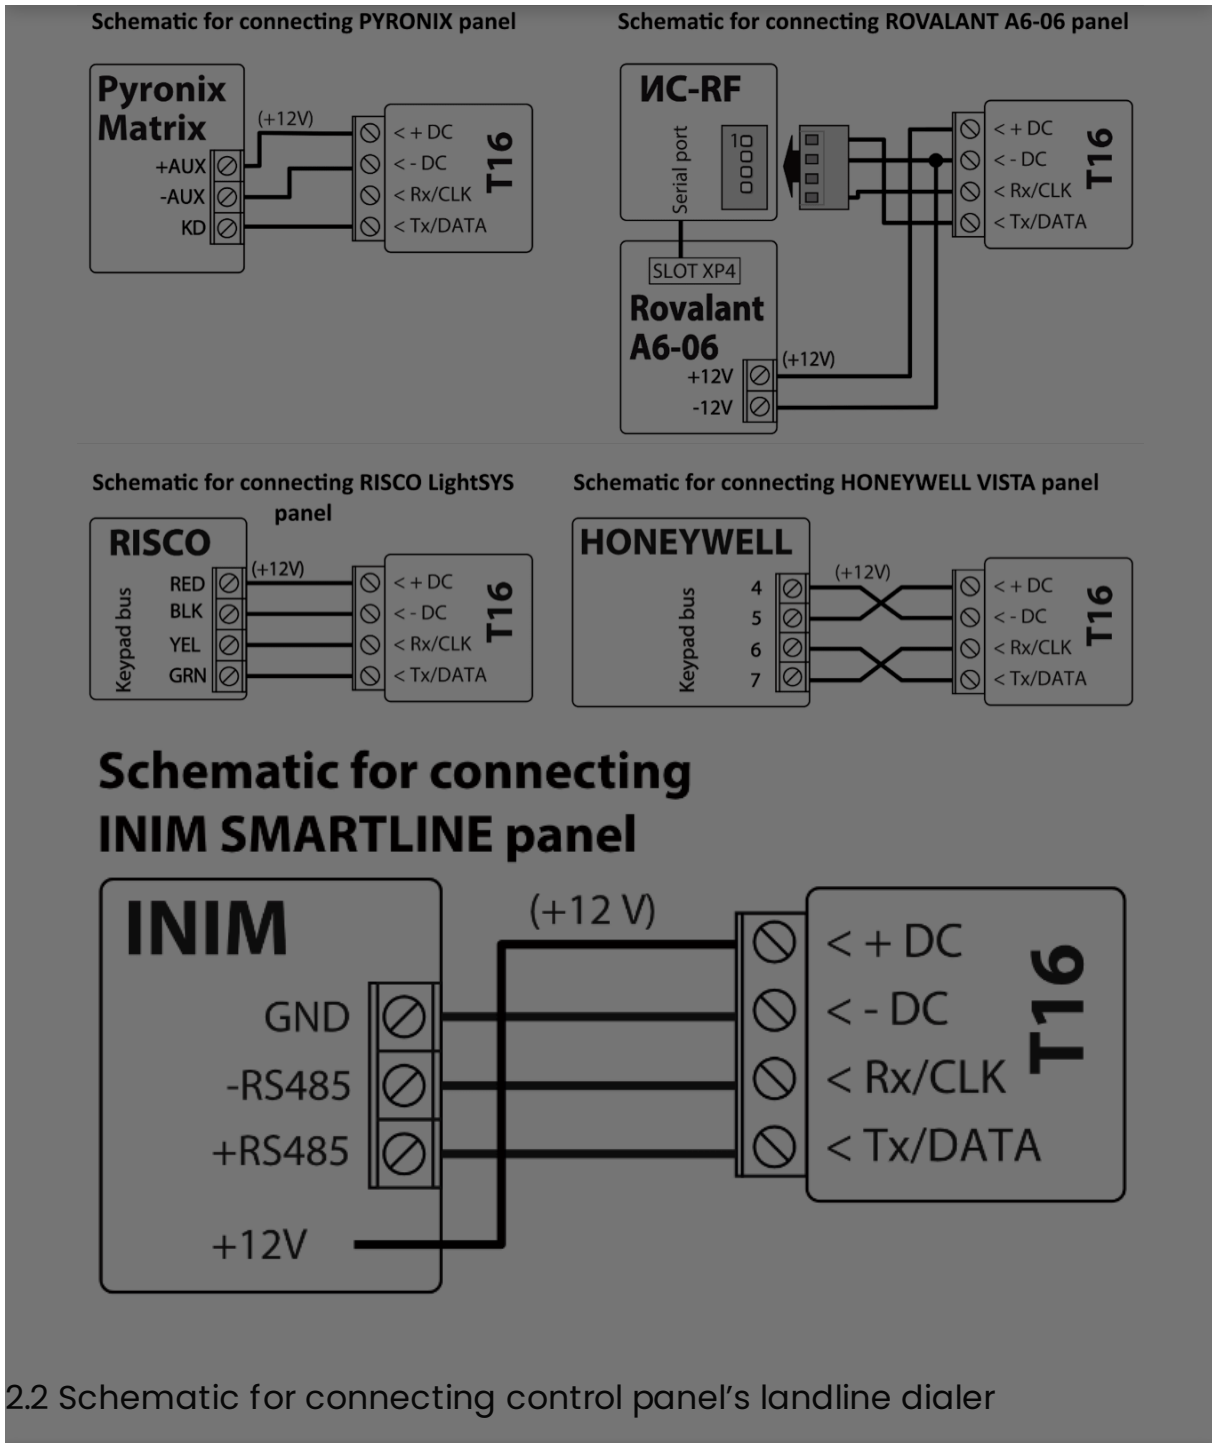 Schematic for connecting PYRONIX panel
Pyronix
Matrix
(+12V)
+AUX
-AUX
KD
< + DC
< - DC
< Rx/CLK
< Tx/DATA
T16
Schematic for connecting ROVALANT A6-06 panel
ИС-RF
Serial port
1
SLOT XP4
Rovalant
A6-06
(+12V)
+12V
-12V
< + DC
< - DC
< Rx/CLK
< Tx/DATA
T16
Schematic for connecting RISCO LightSYS
panel
RISCO
(+12V)
Keypad bus
RED
BLK
YEL
GRN
< + DC
< - DC
< Rx/CLK
< Tx/DATA
T16
Schematic for connecting HONEYWELL VISTA panel
HONEYWELL
(+12V)
Keypad bus
4
5
6
7
< + DC
< - DC
< Rx/CLK
< Tx/DATA
T16
Schematic for connecting
INIM SMARTLINE panel
INIM
(+12 V)
GND
-RS485
+RS485
+12V
< + DC
< - DC
< Rx/CLK
< Tx/DATA
T16
2.2 Schematic for connecting control panel’s landline dialer